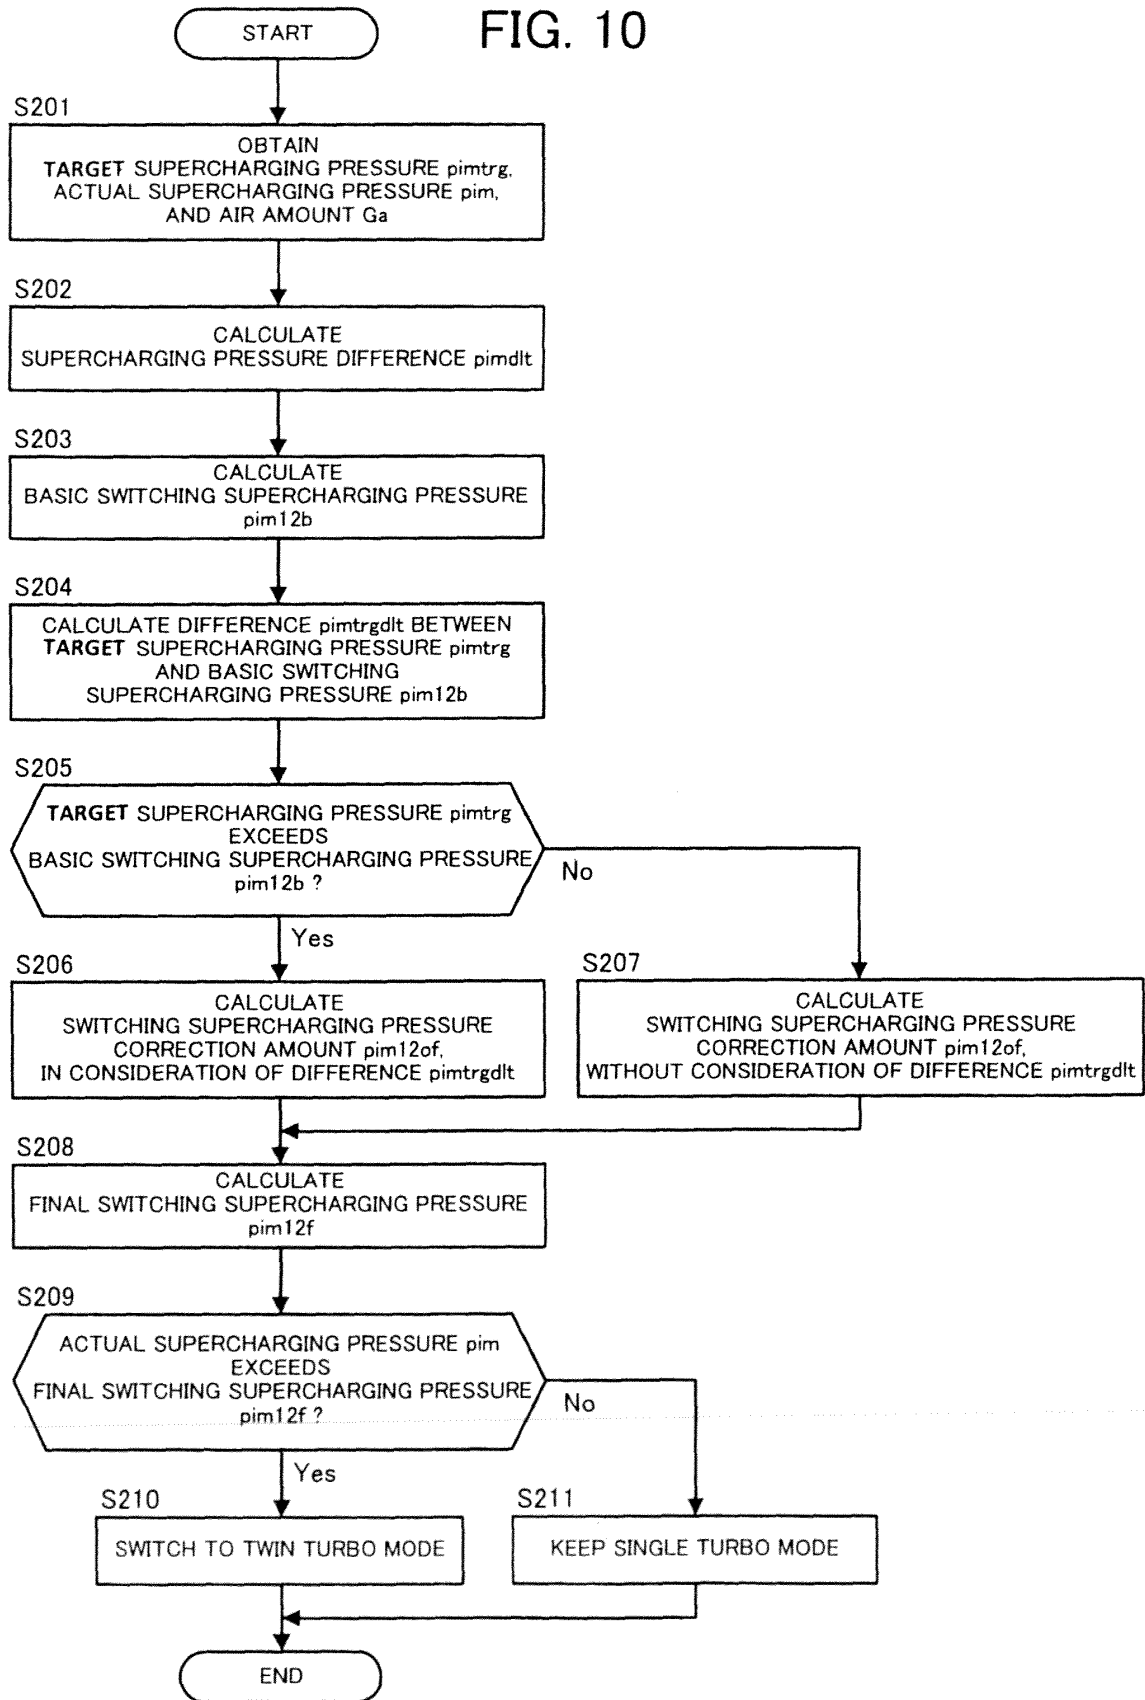 START
FIG. 10
S201
OBTAIN
TARGET SUPERCHARGING PRESSURE pimtrg,
ACTUAL SUPERCHARGING PRESSURE pim,
AND AIR AMOUNT Ga
S202
CALCULATE
SUPERCHARGING PRESSURE DIFFERENCE pimdlt
S203
CALCULATE
BASIC SWITCHING SUPERCHARGING PRESSURE
pim12b
S204
CALCULATE DIFFERENCE pimtrgdlt BETWEEN
TARGET SUPERCHARGING PRESSURE pimtrg
AND BASIC SWITCHING
SUPERCHARGING PRESSURE pim12b
S205
TARGET SUPERCHARGING PRESSURE pimtrg
EXCEEDS
BASIC SWITCHING SUPERCHARGING PRESSURE
pim12b ?
No
Yes
S206
CALCULATE
SWITCHING SUPERCHARGING PRESSURE
CORRECTION AMOUNT pim12of,
IN CONSIDERATION OF DIFFERENCE pimtrgdlt
S207
CALCULATE
SWITCHING SUPERCHARGING PRESSURE
CORRECTION AMOUNT pim12of,
WITHOUT CONSIDERATION OF DIFFERENCE pimtrgdlt
S208
CALCULATE
FINAL SWITCHING SUPERCHARGING PRESSURE
pim12f
S209
ACTUAL SUPERCHARGING PRESSURE pim
EXCEEDS
FINAL SWITCHING SUPERCHARGING PRESSURE
pim12f ?
No
Yes
S210
SWITCH TO TWIN TURBO MODE
S211
KEEP SINGLE TURBO MODE
END